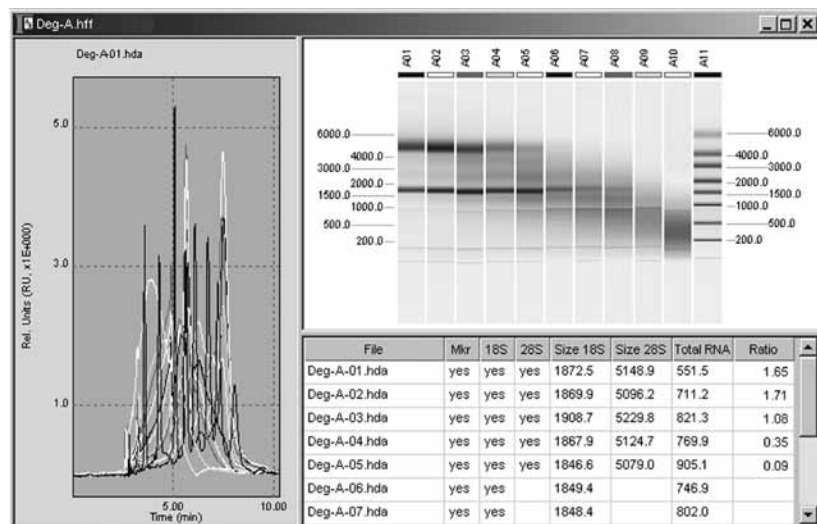 Deg-A.hff
Deg-A-01.hda
6.0
3.0
1.0
5.00
10.00
Rel. Units (RU, x1E+000)
Time (min)
A01 A02 A03 A04 A05 A06 A07 A08 A09 A10 A11
6000.0
4000.0
3000.0
2000.0
1500.0
1000.0
500.0
200.0
6000.0
4000.0
3000.0
2000.0
1500.0
1000.0
500.0
200.0
File Mkr 18S 28S Size 18S Size 28S Total RNA Ratio
Deg-A-01.hda yes yes yes 1872.5 5148.9 551.5 1.65
Deg-A-02.hda yes yes yes 1869.9 5096.2 711.2 1.71
Deg-A-03.hda yes yes yes 1908.7 5229.8 821.3 1.08
Deg-A-04.hda yes yes yes 1867.9 5124.7 769.9 0.35
Deg-A-05.hda yes yes yes 1846.6 5079.0 905.1 0.09
Deg-A-06.hda yes yes 1849.4 746.9
Deg-A-07.hda yes yes 1848.4 802.0